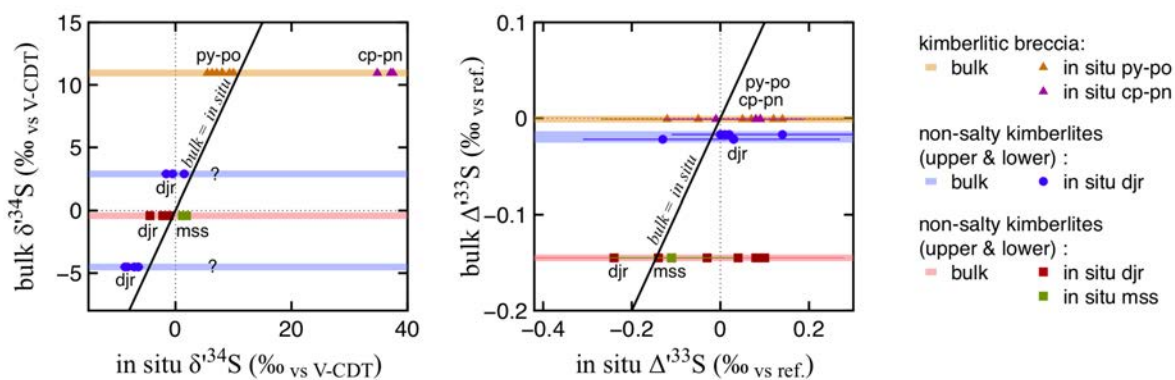 15
10
5
0
−5
bulk δ'³⁴S (‰ vs V-CDT)
py-po
cp-pn
bulk = in situ
djr
?
djr
mss
djr
?
0
20
40
in situ δ'³⁴S (‰ vs V-CDT)
0.1
0
−0.1
−0.2
bulk Δ'³³S (‰ vs ref.)
py-po
cp-pn
djr
bulk = in situ
djr
mss
−0.4
−0.2
0
0.2
in situ Δ'³³S (‰ vs ref.)
kimberlitic breccia:
bulk
in situ py-po
in situ cp-pn
non-salty kimberlites
(upper & lower) :
bulk
in situ djr
non-salty kimberlites
(upper & lower) :
bulk
in situ djr
in situ mss